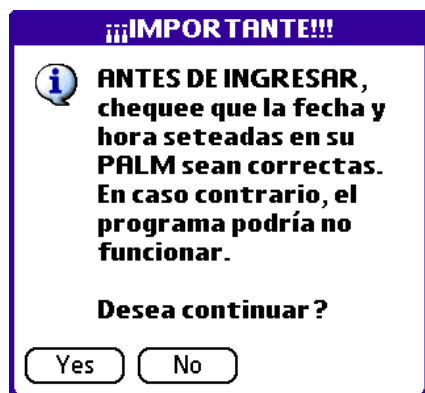 ¡¡¡IMPORTANTE!!!
ANTES DE INGRESAR,
chequee que la fecha y
hora seteadas en su
PALM sean correctas.
En caso contrario, el
programa podría no
funcionar.
Desea continuar?
Yes No